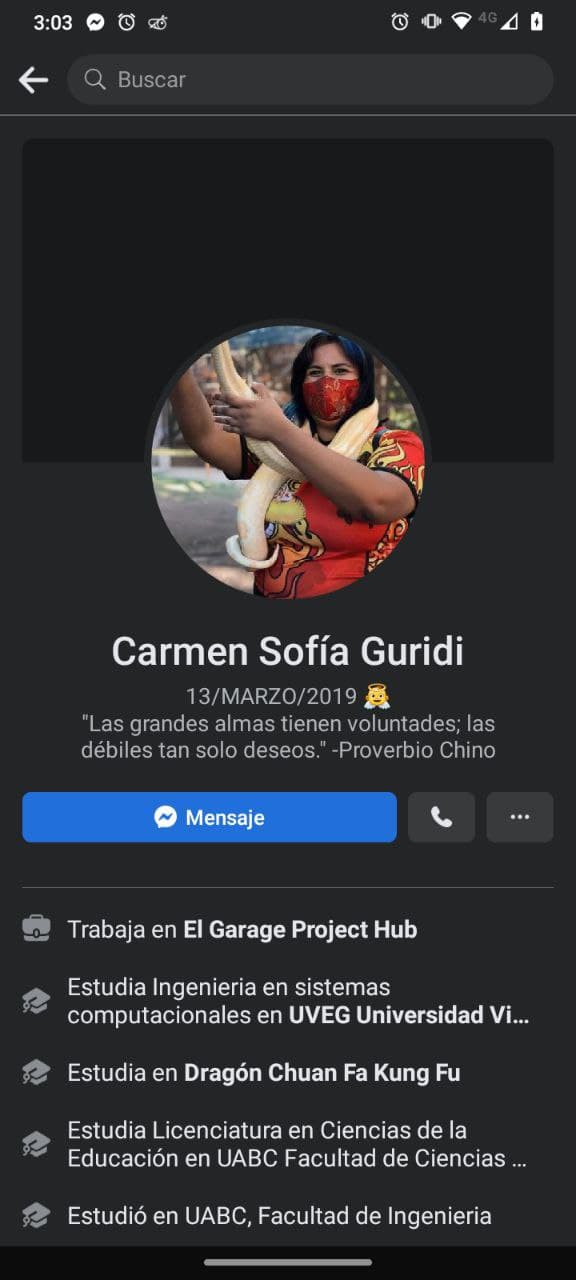 3:03
4G
Buscar
Carmen Sofía Guridi
13/MARZO/2019 👼
"Las grandes almas tienen voluntades; las
débiles tan solo deseos." -Proverbio Chino
Mensaje
Trabaja en El Garage Project Hub
Estudia Ingenieria en sistemas
computacionales en UVEG Universidad Vi...
Estudia en Dragón Chuan Fa Kung Fu
Estudia Licenciatura en Ciencias de la
Educación en UABC Facultad de Ciencias ...
Estudió en UABC, Facultad de Ingenieria